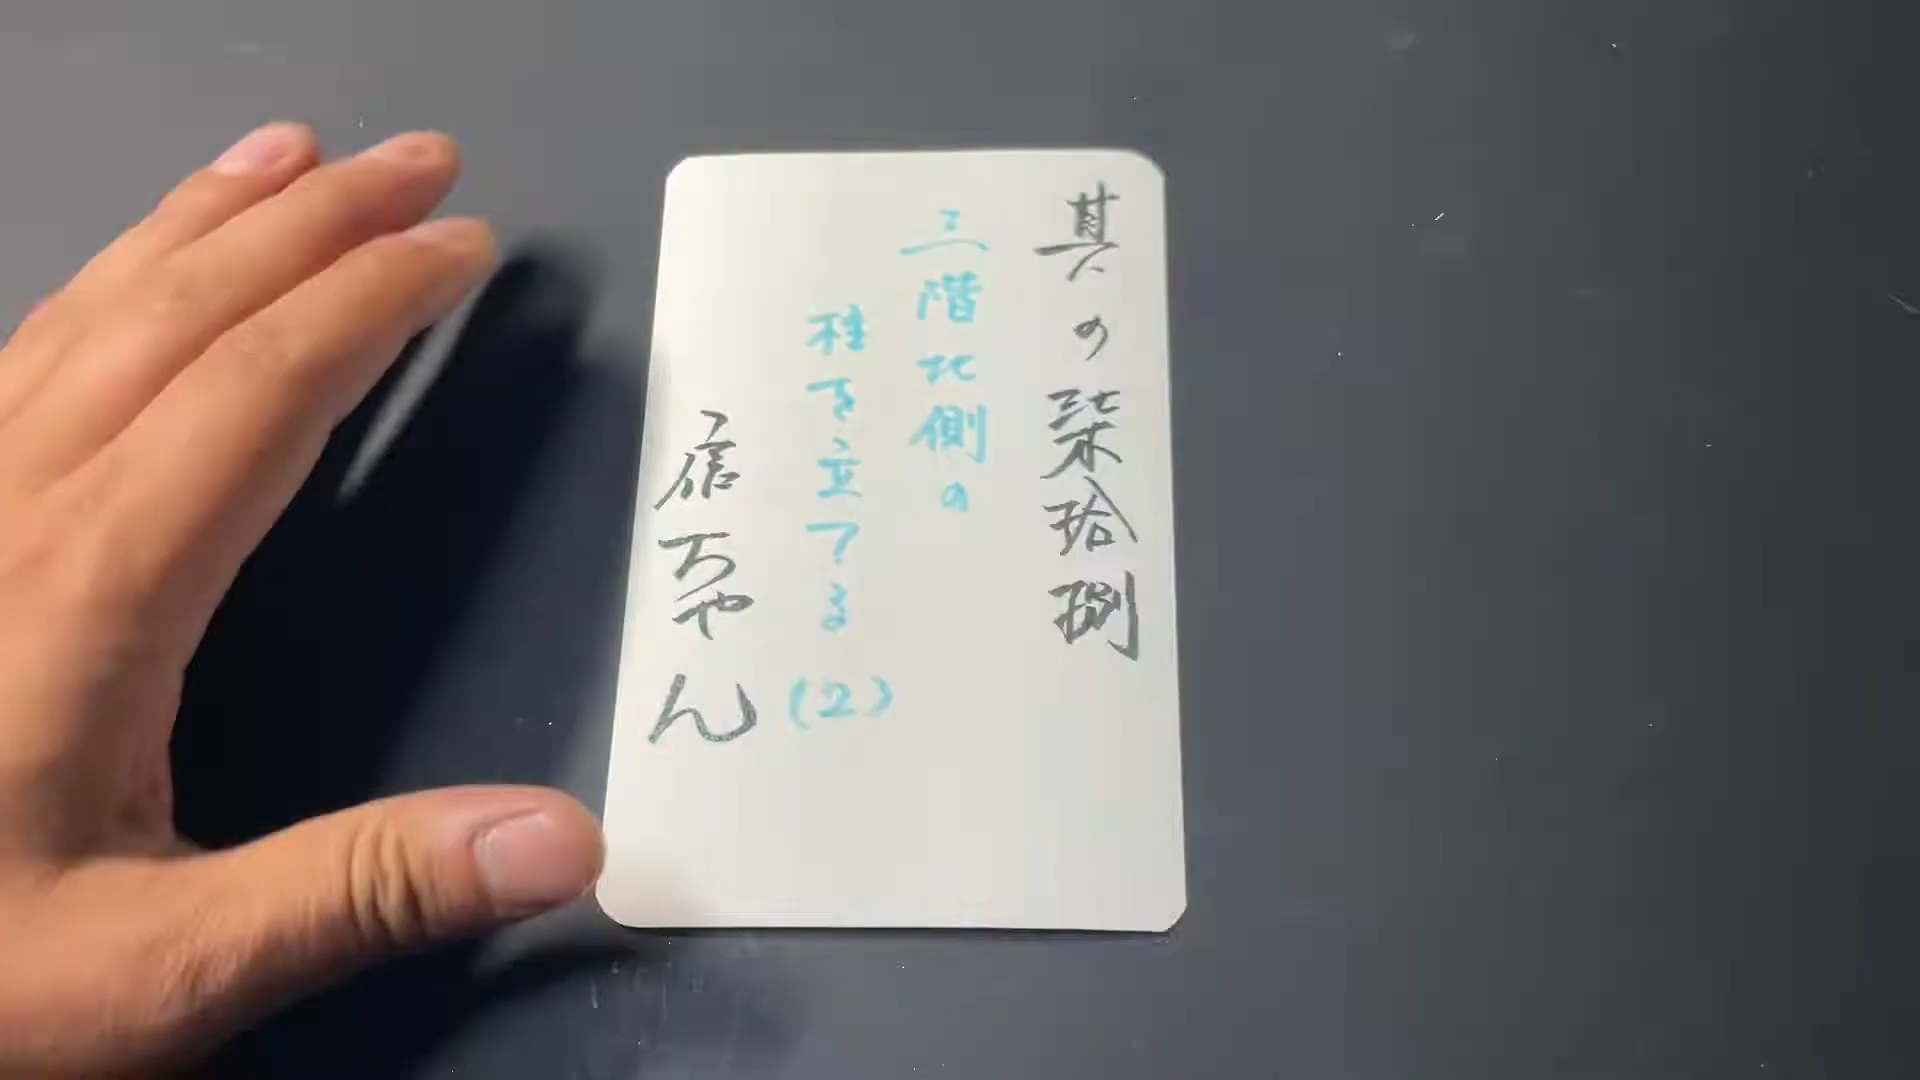 其の柒拾捌
三階北側の
柱を立てる(2)
信ちゃん